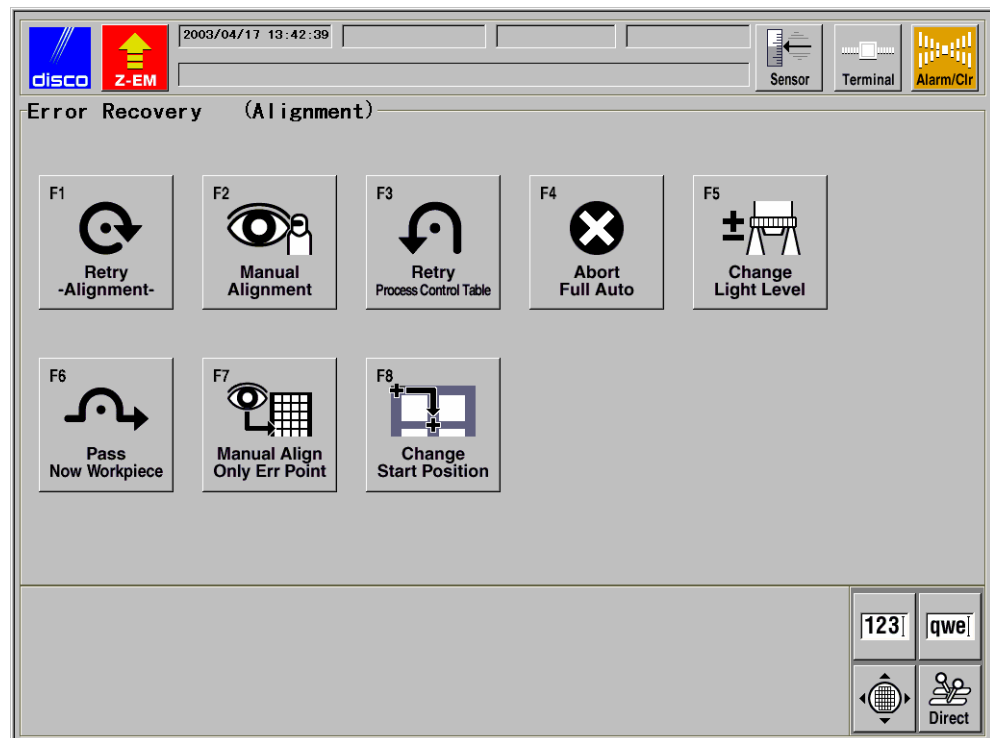 disco
Z-EM
2003/04/17 13:42:39
Sensor
Terminal
Alarm/Clr
Error Recovery (Alignment)
F1
Retry
-Alignment-
F2
Manual
Alignment
F3
Retry
Process Control Table
F4
Abort
Full Auto
F5
Change
Light Level
F6
Pass
Now Workpiece
F7
Manual Align
Only Err Point
F8
Change
Start Position
123
qwe
Direct